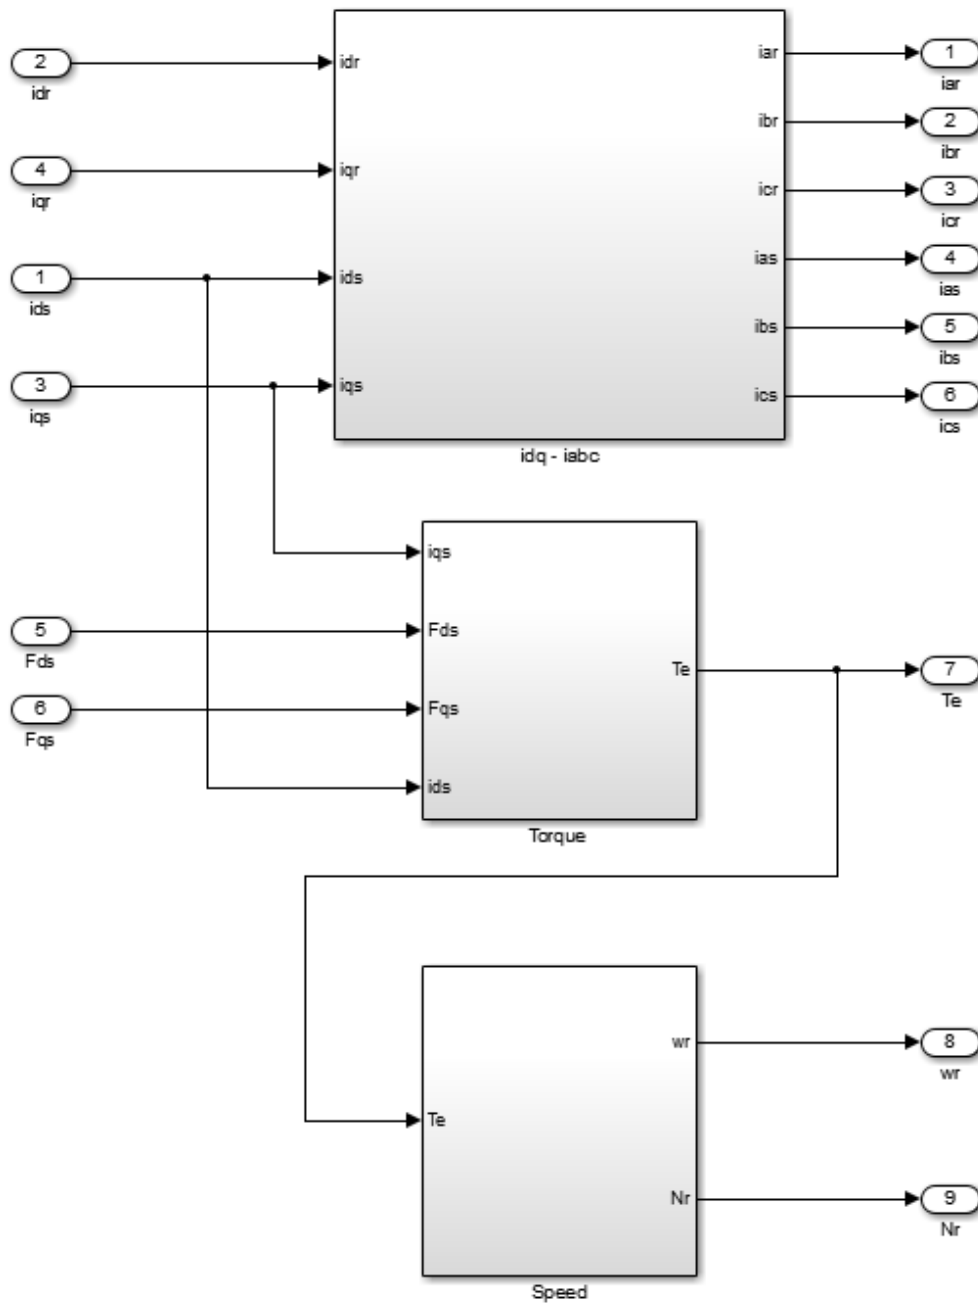 2
idr
4
iqr
1
ids
3
iqs
idr
iqr
ids
iqs
iar
ibr
icr
ias
ibs
ics
idq - iabc
1
iar
2
ibr
3
icr
4
ias
5
ibs
6
ics
5
Fds
6
Fqs
iqs
Fds
Fqs
ids
Te
Torque
7
Te
Te
wr
Nr
Speed
8
wr
9
Nr